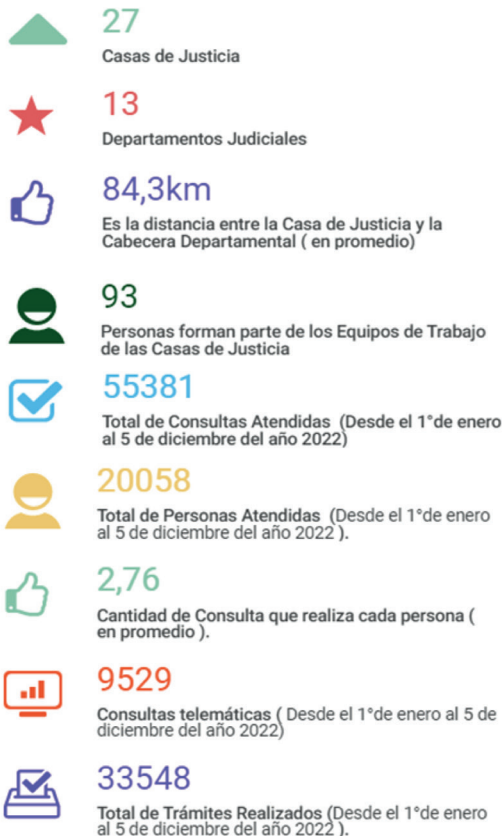 27
Casas de Justicia
13
Departamentos Judiciales
84,3km
Es la distancia entre la Casa de Justicia y la
Cabecera Departamental ( en promedio)
93
Personas forman parte de los Equipos de Trabajo
de las Casas de Justicia
55381
Total de Consultas Atendidas (Desde el 1°de enero
al 5 de diciembre del año 2022)
20058
Total de Personas Atendidas (Desde el 1°de enero
al 5 de diciembre del año 2022 ).
2,76
Cantidad de Consulta que realiza cada persona (
en promedio ).
9529
Consultas telemáticas ( Desde el 1°de enero al 5 de
diciembre del año 2022)
33548
Total de Trámites Realizados (Desde el 1°de enero
al 5 de diciembre del año 2022 ).